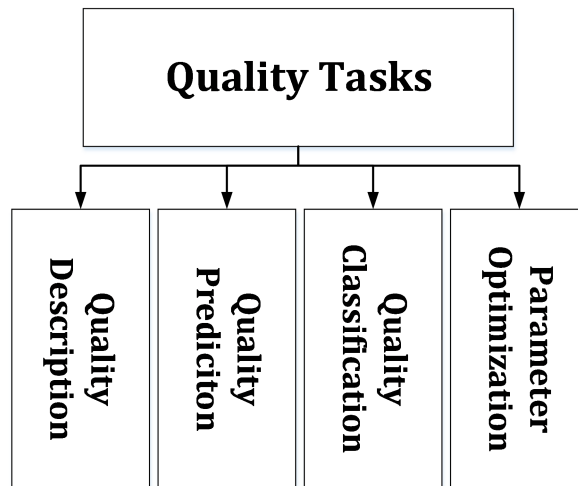 Quality Tasks
Quality
Description
Quality
Prediciton
Quality
Classification
Parameter
Optimization